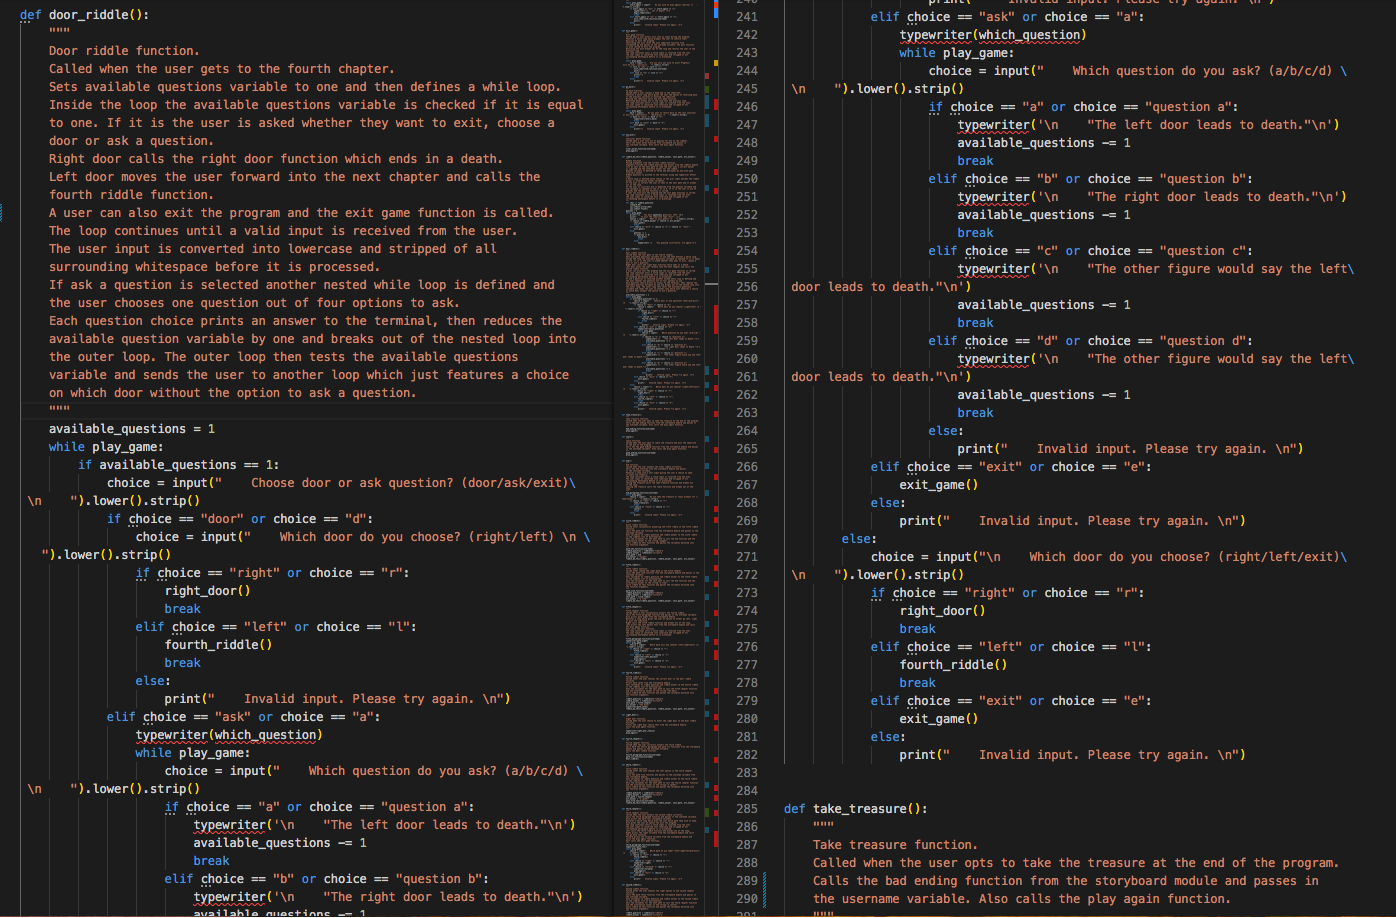 def door_riddle():
"""
Door riddle function.
Called when the user gets to the fourth chapter.
Sets available questions variable to one and then defines a while loop.
Inside the loop the available questions variable is checked if it is equal
to one. If it is the user is asked whether they want to exit, choose a
door or ask a question.
Right door calls the right door function which ends in a death.
Left door moves the user forward into the next chapter and calls the
fourth riddle function.
A user can also exit the program and the exit game function is called.
The loop continues until a valid input is received from the user.
The user input is converted into lowercase and stripped of all
surrounding whitespace before it is processed.
If ask a question is selected another nested while loop is defined and
the user chooses one question out of four options to ask.
Each question choice prints an answer to the terminal, then reduces the
available question variable by one and breaks out of the nested loop into
the outer loop. The outer loop then tests the available questions
variable and sends the user to another loop which just features a choice
on which door without the option to ask a question.
"""
available_questions = 1
while play_game:
if available_questions == 1:
choice = input("    Choose door or ask question? (door/ask/exit)\
\n    ").lower().strip()
if choice == "door" or choice == "d":
choice = input("    Which door do you choose? (right/left) \n \
").lower().strip()
if choice == "right" or choice == "r":
right_door()
break
elif choice == "left" or choice == "l":
fourth_riddle()
break
else:
print("    Invalid input. Please try again. \n")
elif choice == "ask" or choice == "a":
typewriter(which_question)
while play_game:
choice = input("    Which question do you ask? (a/b/c/d) \
\n    ").lower().strip()
if choice == "a" or choice == "question a":
typewriter('\n    "The left door leads to death."\n')
available_questions -= 1
break
elif choice == "b" or choice == "question b":
typewriter('\n    "The right door leads to death."\n')
available_questions -= 1
240 print("    Invalid input. Please try again. \n")
241 elif choice == "ask" or choice == "a":
242 typewriter(which_question)
243 while play_game:
244 choice = input("    Which question do you ask? (a/b/c/d) \
245 \n    ").lower().strip()
246 if choice == "a" or choice == "question a":
247 typewriter('\n    "The left door leads to death."\n')
248 available_questions -= 1
249 break
250 elif choice == "b" or choice == "question b":
251 typewriter('\n    "The right door leads to death."\n')
252 available_questions -= 1
253 break
254 elif choice == "c" or choice == "question c":
255 typewriter('\n    "The other figure would say the left\
256 door leads to death."\n')
257 available_questions -= 1
258 break
259 elif choice == "d" or choice == "question d":
260 typewriter('\n    "The other figure would say the left\
261 door leads to death."\n')
262 available_questions -= 1
263 break
264 else:
265 print("    Invalid input. Please try again. \n")
266 elif choice == "exit" or choice == "e":
267 exit_game()
268 else:
269 print("    Invalid input. Please try again. \n")
270 else:
271 choice = input("\n    Which door do you choose? (right/left/exit)\
272 \n    ").lower().strip()
273 if choice == "right" or choice == "r":
274 right_door()
275 break
276 elif choice == "left" or choice == "l":
277 fourth_riddle()
278 break
279 elif choice == "exit" or choice == "e":
280 exit_game()
281 else:
282 print("    Invalid input. Please try again. \n")
283
284
285 def take_treasure():
286 """
287 Take treasure function.
288 Called when the user opts to take the treasure at the end of the program.
289 Calls the bad ending function from the storyboard module and passes in
290 the username variable. Also calls the play again function.
291 """